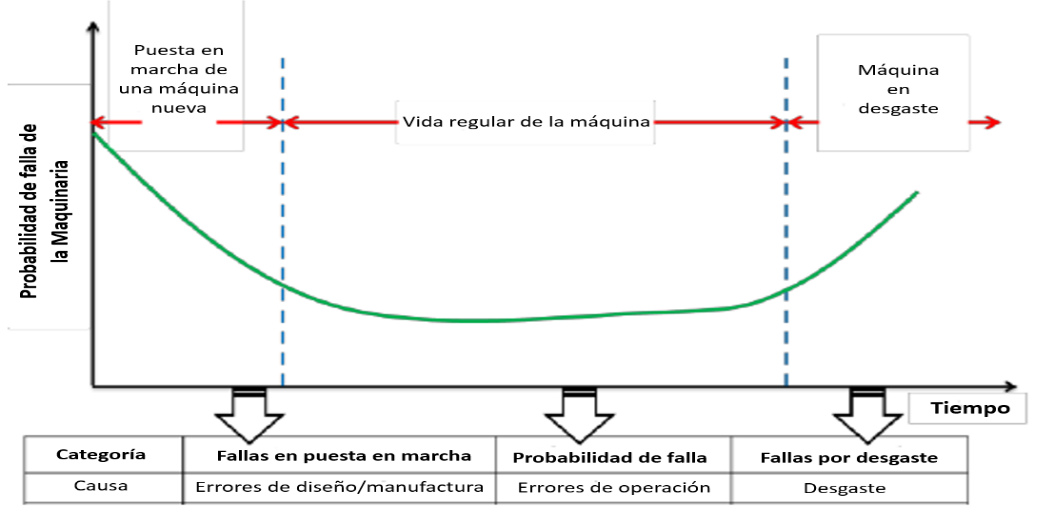 Puesta en
marcha de
una máquina
nueva
Vida regular de la máquina
Máquina
en
desgaste
Probabilidad de falla de
la Maquinaria
Tiempo
Categoría Fallas en puesta en marcha Probabilidad de falla Fallas por desgaste
Causa Errores de diseño/manufactura Errores de operación Desgaste